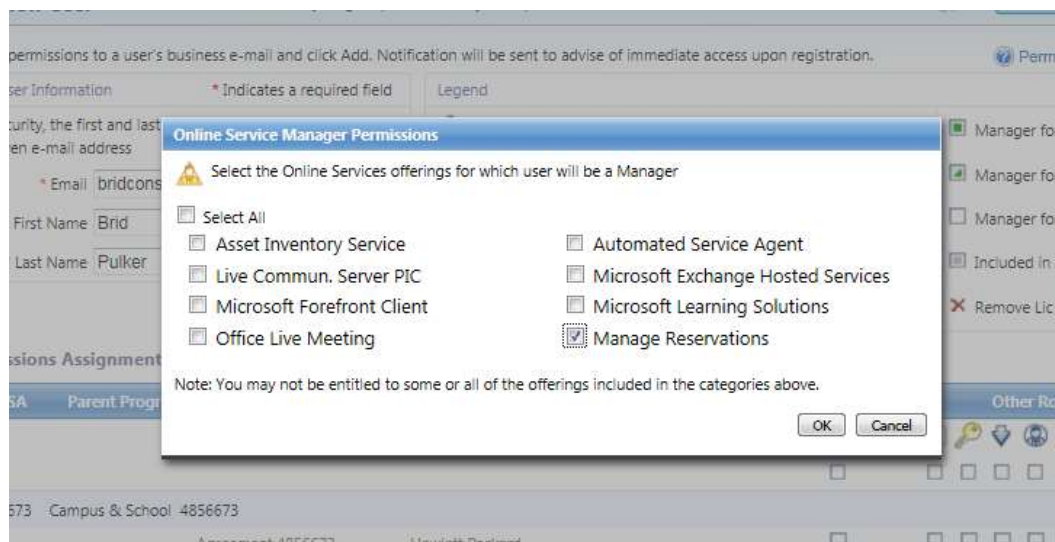 permissions to a user's business e-mail and click Add. Notification will be sent to advise of immediate access upon registration.
ser Information * Indicates a required field Legend
curity, the first and last
en e-mail address
Manager fo
* Email bridcons
Manager fo
First Name Brid
Manager fo
Last Name Pulker
Included in
Remove Lic
Online Service Manager Permissions
Select the Online Services offerings for which user will be a Manager
Select All
Asset Inventory Service Automated Service Agent
Live Commun. Server PIC Microsoft Exchange Hosted Services
Microsoft Forefront Client Microsoft Learning Solutions
Office Live Meeting Manage Reservations
Note: You may not be entitled to some or all of the offerings included in the categories above.
OK Cancel
ssions Assignment
SA Parent Progr Other Ro
573 Campus & School 4856673
Agreement 4856673 Hewlett Packard